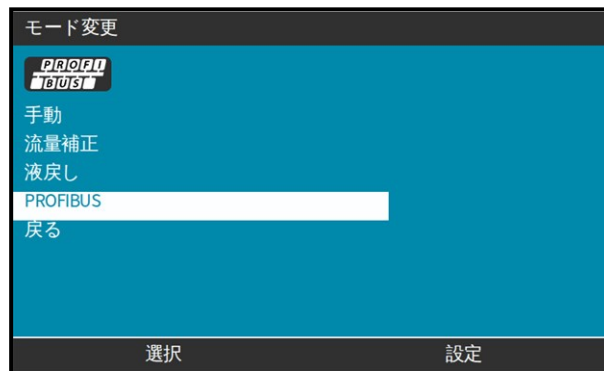 モード変更
PROFI
BUS
手動
流量補正
液戻し
PROFIBUS
戻る
選択 設定